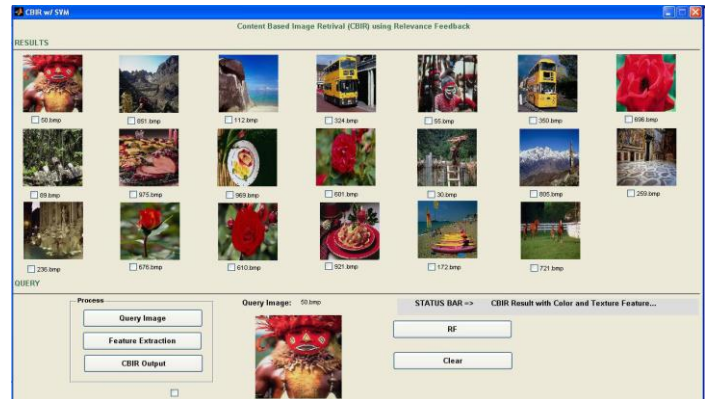 CBIR w/ SVM
Content Based Image Retrival (CBIR) using Relevance Feedback
RESULTS
50.bmp 651.bmp 112.bmp 324.bmp 55.bmp 350.bmp 698.bmp
89.bmp 975.bmp 969.bmp 601.bmp 30.bmp 805.bmp 259.bmp
236.bmp 676.bmp 610.bmp 921.bmp 172.bmp 721.bmp
QUERY
Process Query Image: 50.bmp STATUS BAR => CBIR Result with Color and Texture Feature...
Query Image RF
Feature Extraction
CBIR Output Clear